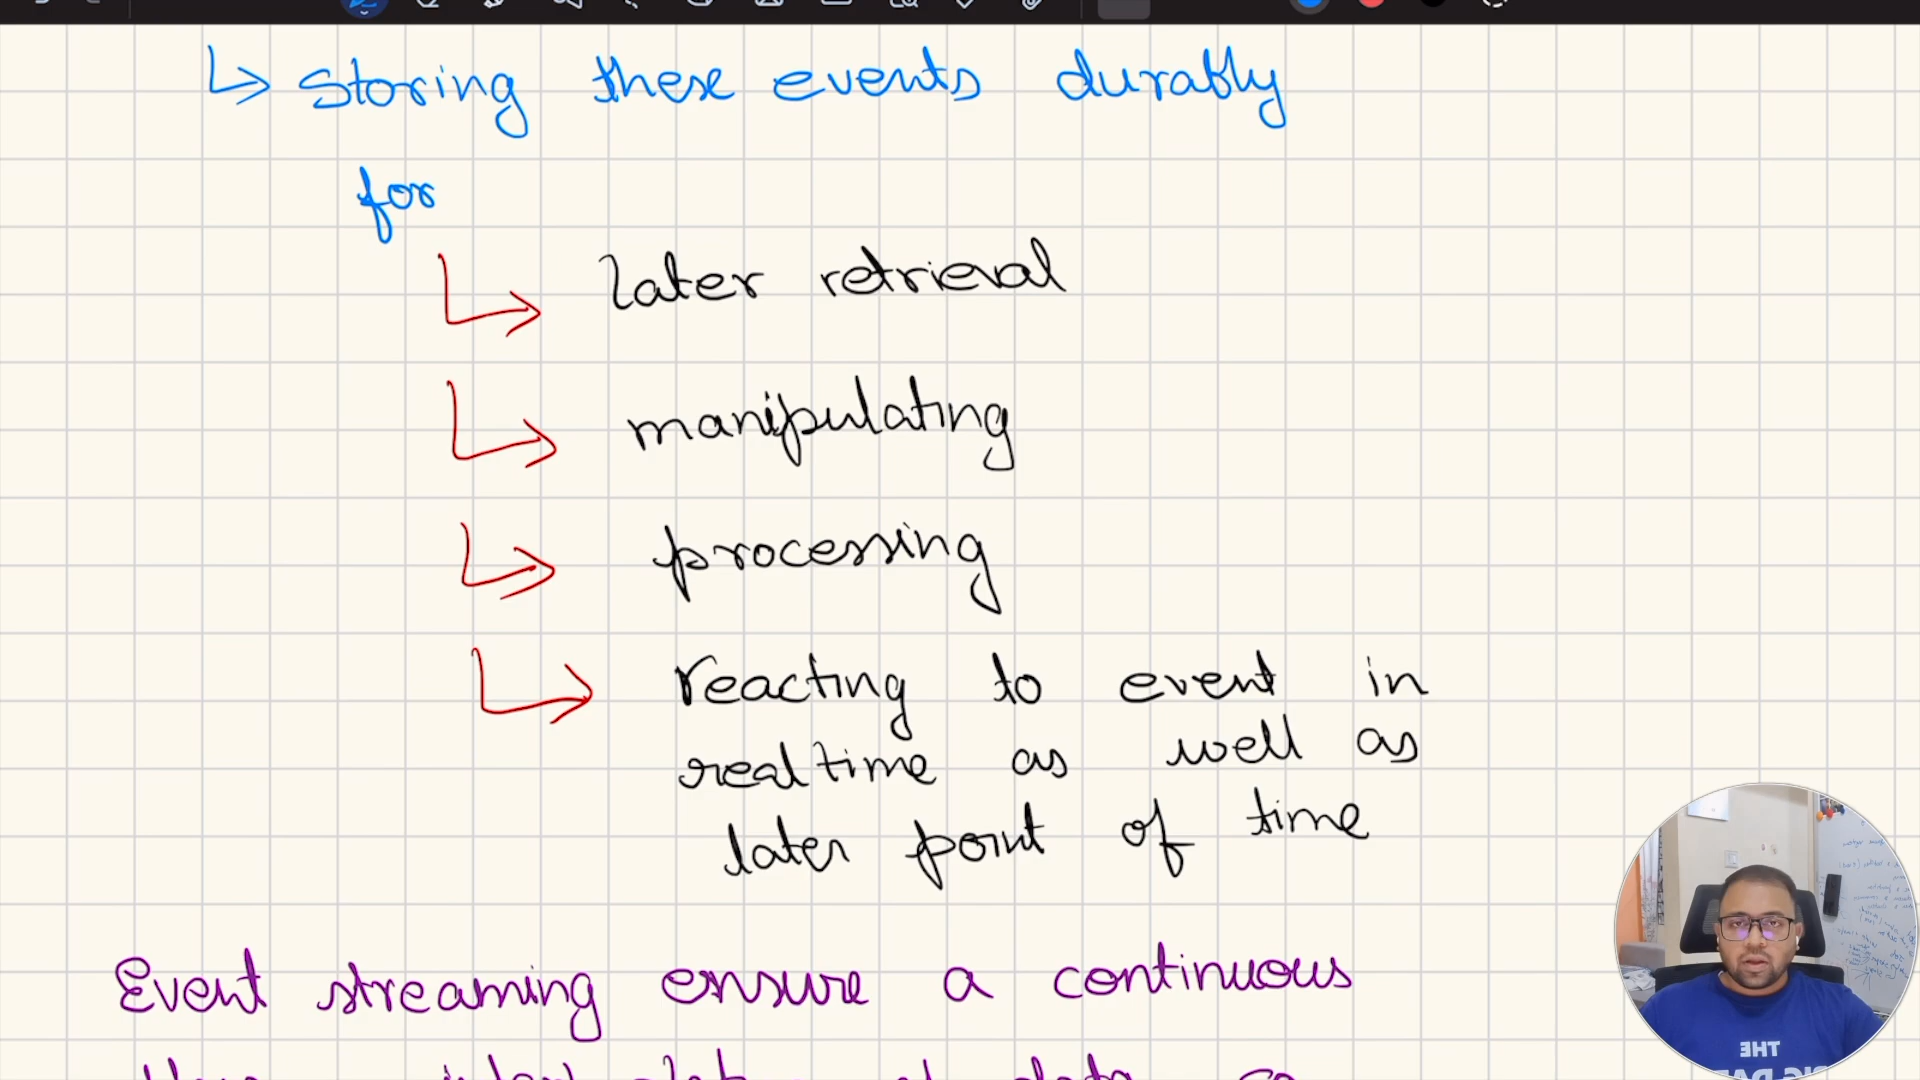 ↳ storing these events durably
for
↳ later retrieval
↳ manipulating
↳ processing
↳ reacting to event in
realtime as well as
later point of time
Event streaming ensure a continuous
THE